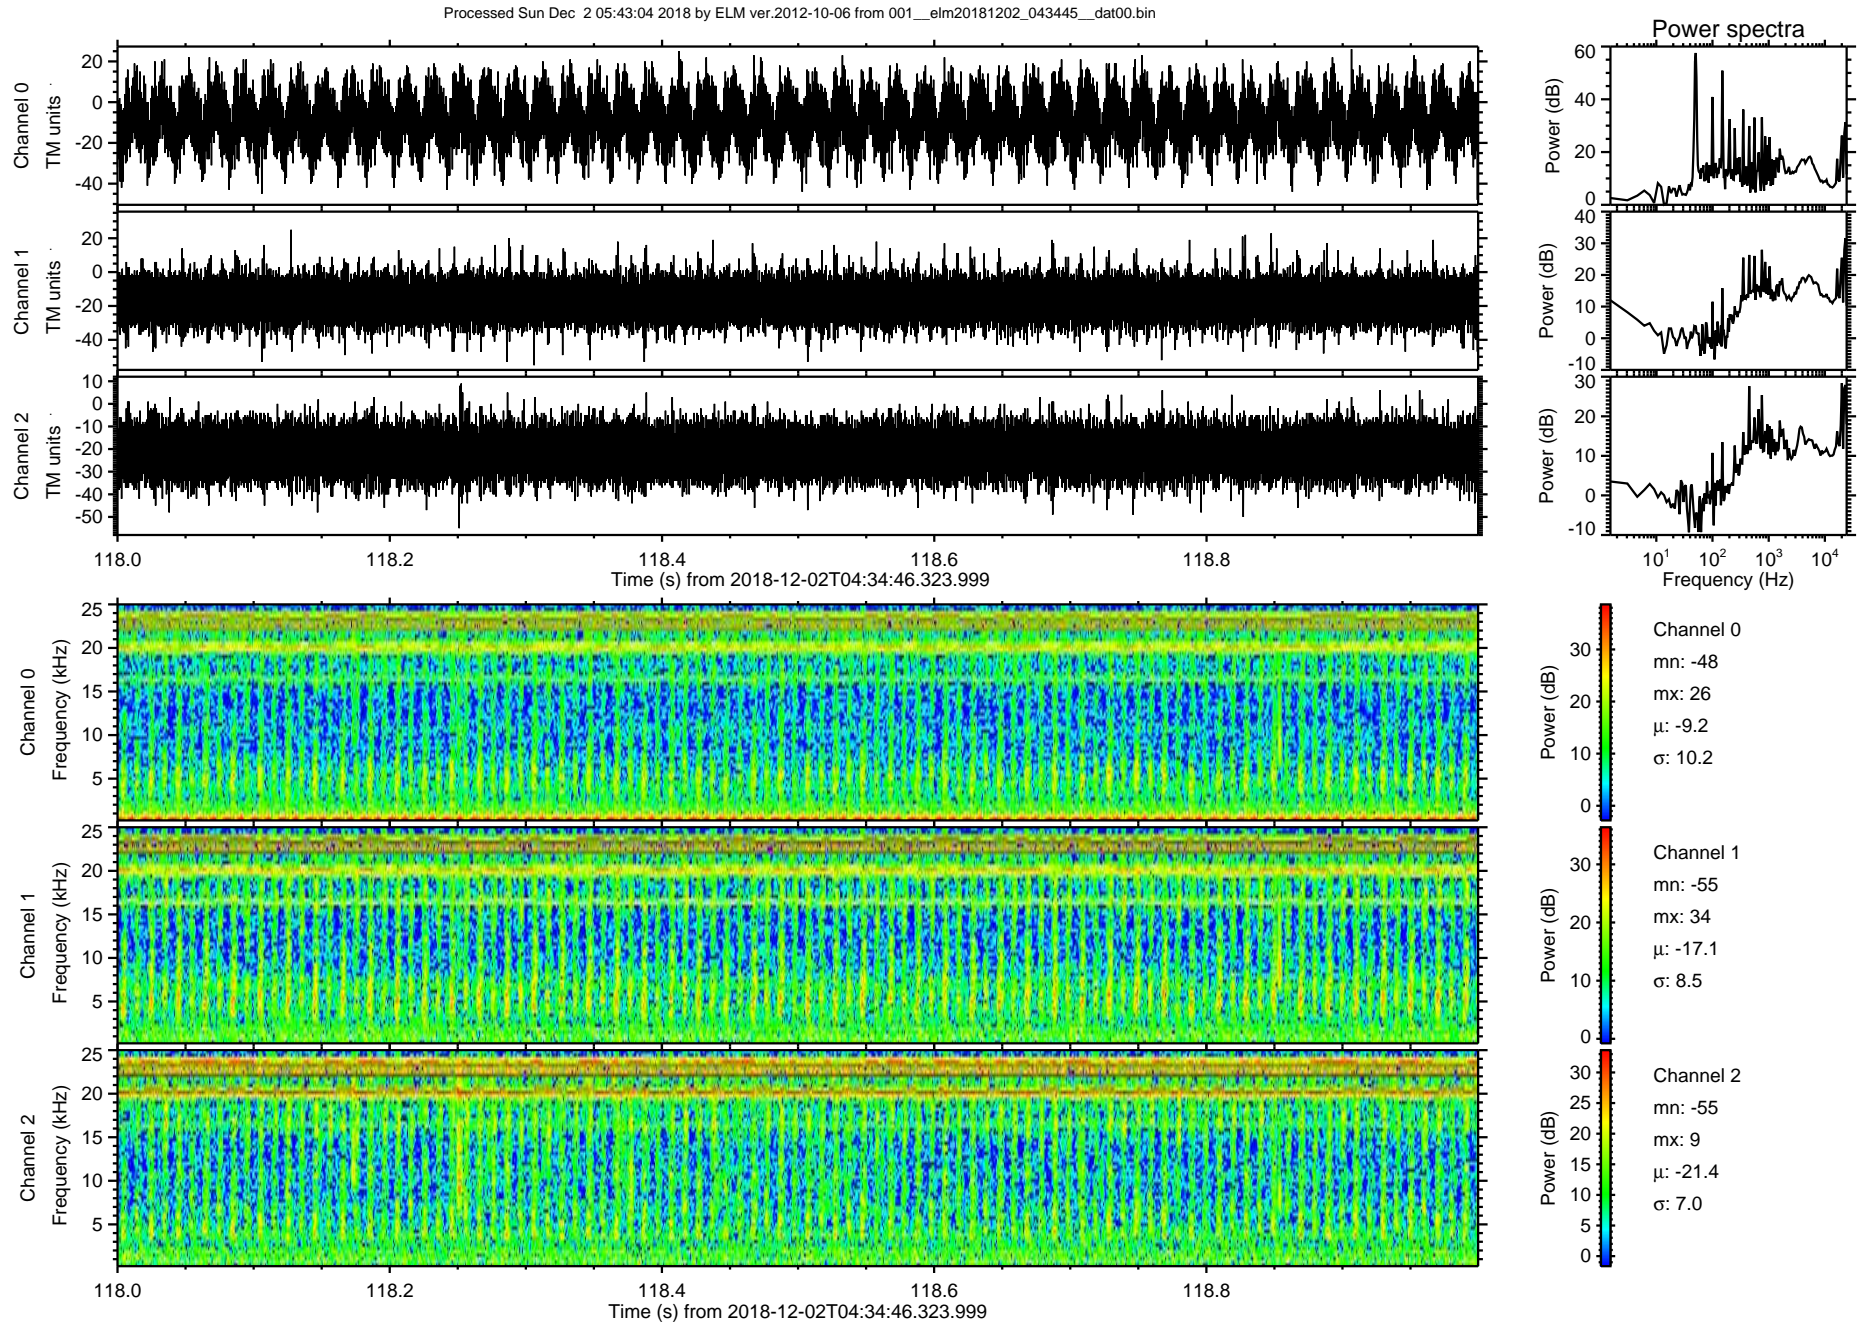 Processed Sun Dec  2 05:43:04 2018 by ELM ver.2012-10-06 from 001__elm20181202_043445__dat00.bin
Power spectra
Channel 0
TM units
20
0
-20
-40
Power (dB)
60
40
20
0
Channel 1
TM units
20
0
-20
-40
Power (dB)
40
30
20
10
0
-10
Channel 2
TM units
10
0
-10
-20
-30
-40
-50
Power (dB)
30
20
10
0
-10
118.0 118.2 118.4 118.6 118.8
Time (s) from 2018-12-02T04:34:46.323.999
10¹ 10² 10³ 10⁴
Frequency (Hz)
Channel 0
Frequency (kHz)
25
20
15
10
5
Power (dB)
30
20
10
0
Channel 0
mn: -48
mx: 26
μ: -9.2
σ: 10.2
Channel 1
Frequency (kHz)
25
20
15
10
5
Power (dB)
30
20
10
0
Channel 1
mn: -55
mx: 34
μ: -17.1
σ: 8.5
Channel 2
Frequency (kHz)
25
20
15
10
5
Power (dB)
30
25
20
15
10
5
0
Channel 2
mn: -55
mx: 9
μ: -21.4
σ: 7.0
118.0 118.2 118.4 118.6 118.8
Time (s) from 2018-12-02T04:34:46.323.999